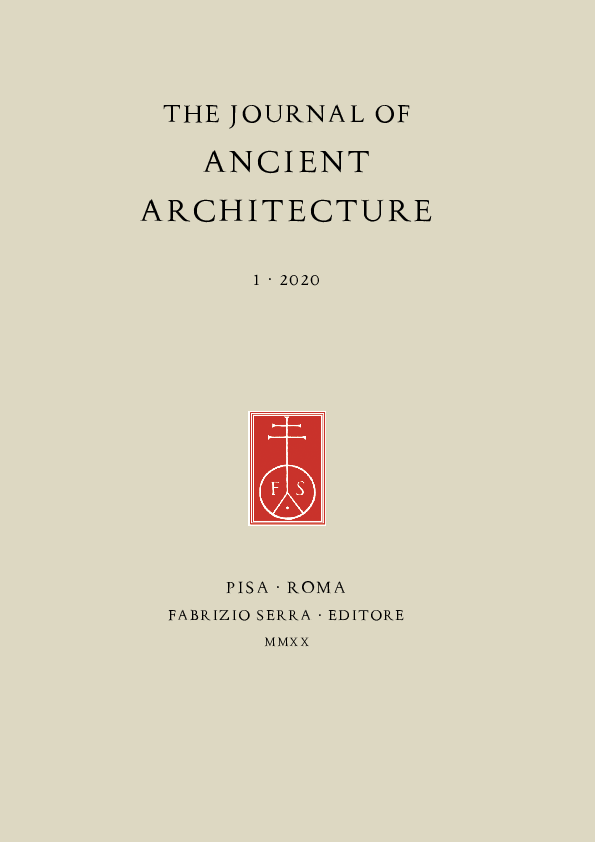 THE JOURNAL OF
ANCIENT
ARCHITECTURE
1 · 2020
F S
PISA · ROMA
FABRIZIO SERRA · EDITORE
MMXX